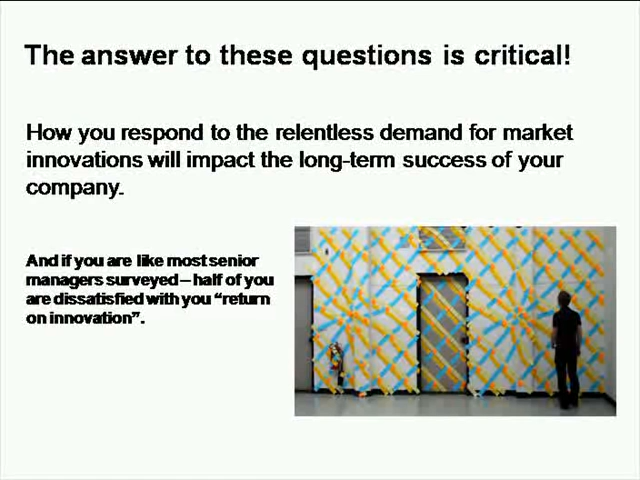 The answer to these questions is critical!
How you respond to the relentless demand for market
innovations will impact the long-term success of your
company.
And if you are like most senior
managers surveyed – half of you
are dissatisfied with you “return
on innovation”.